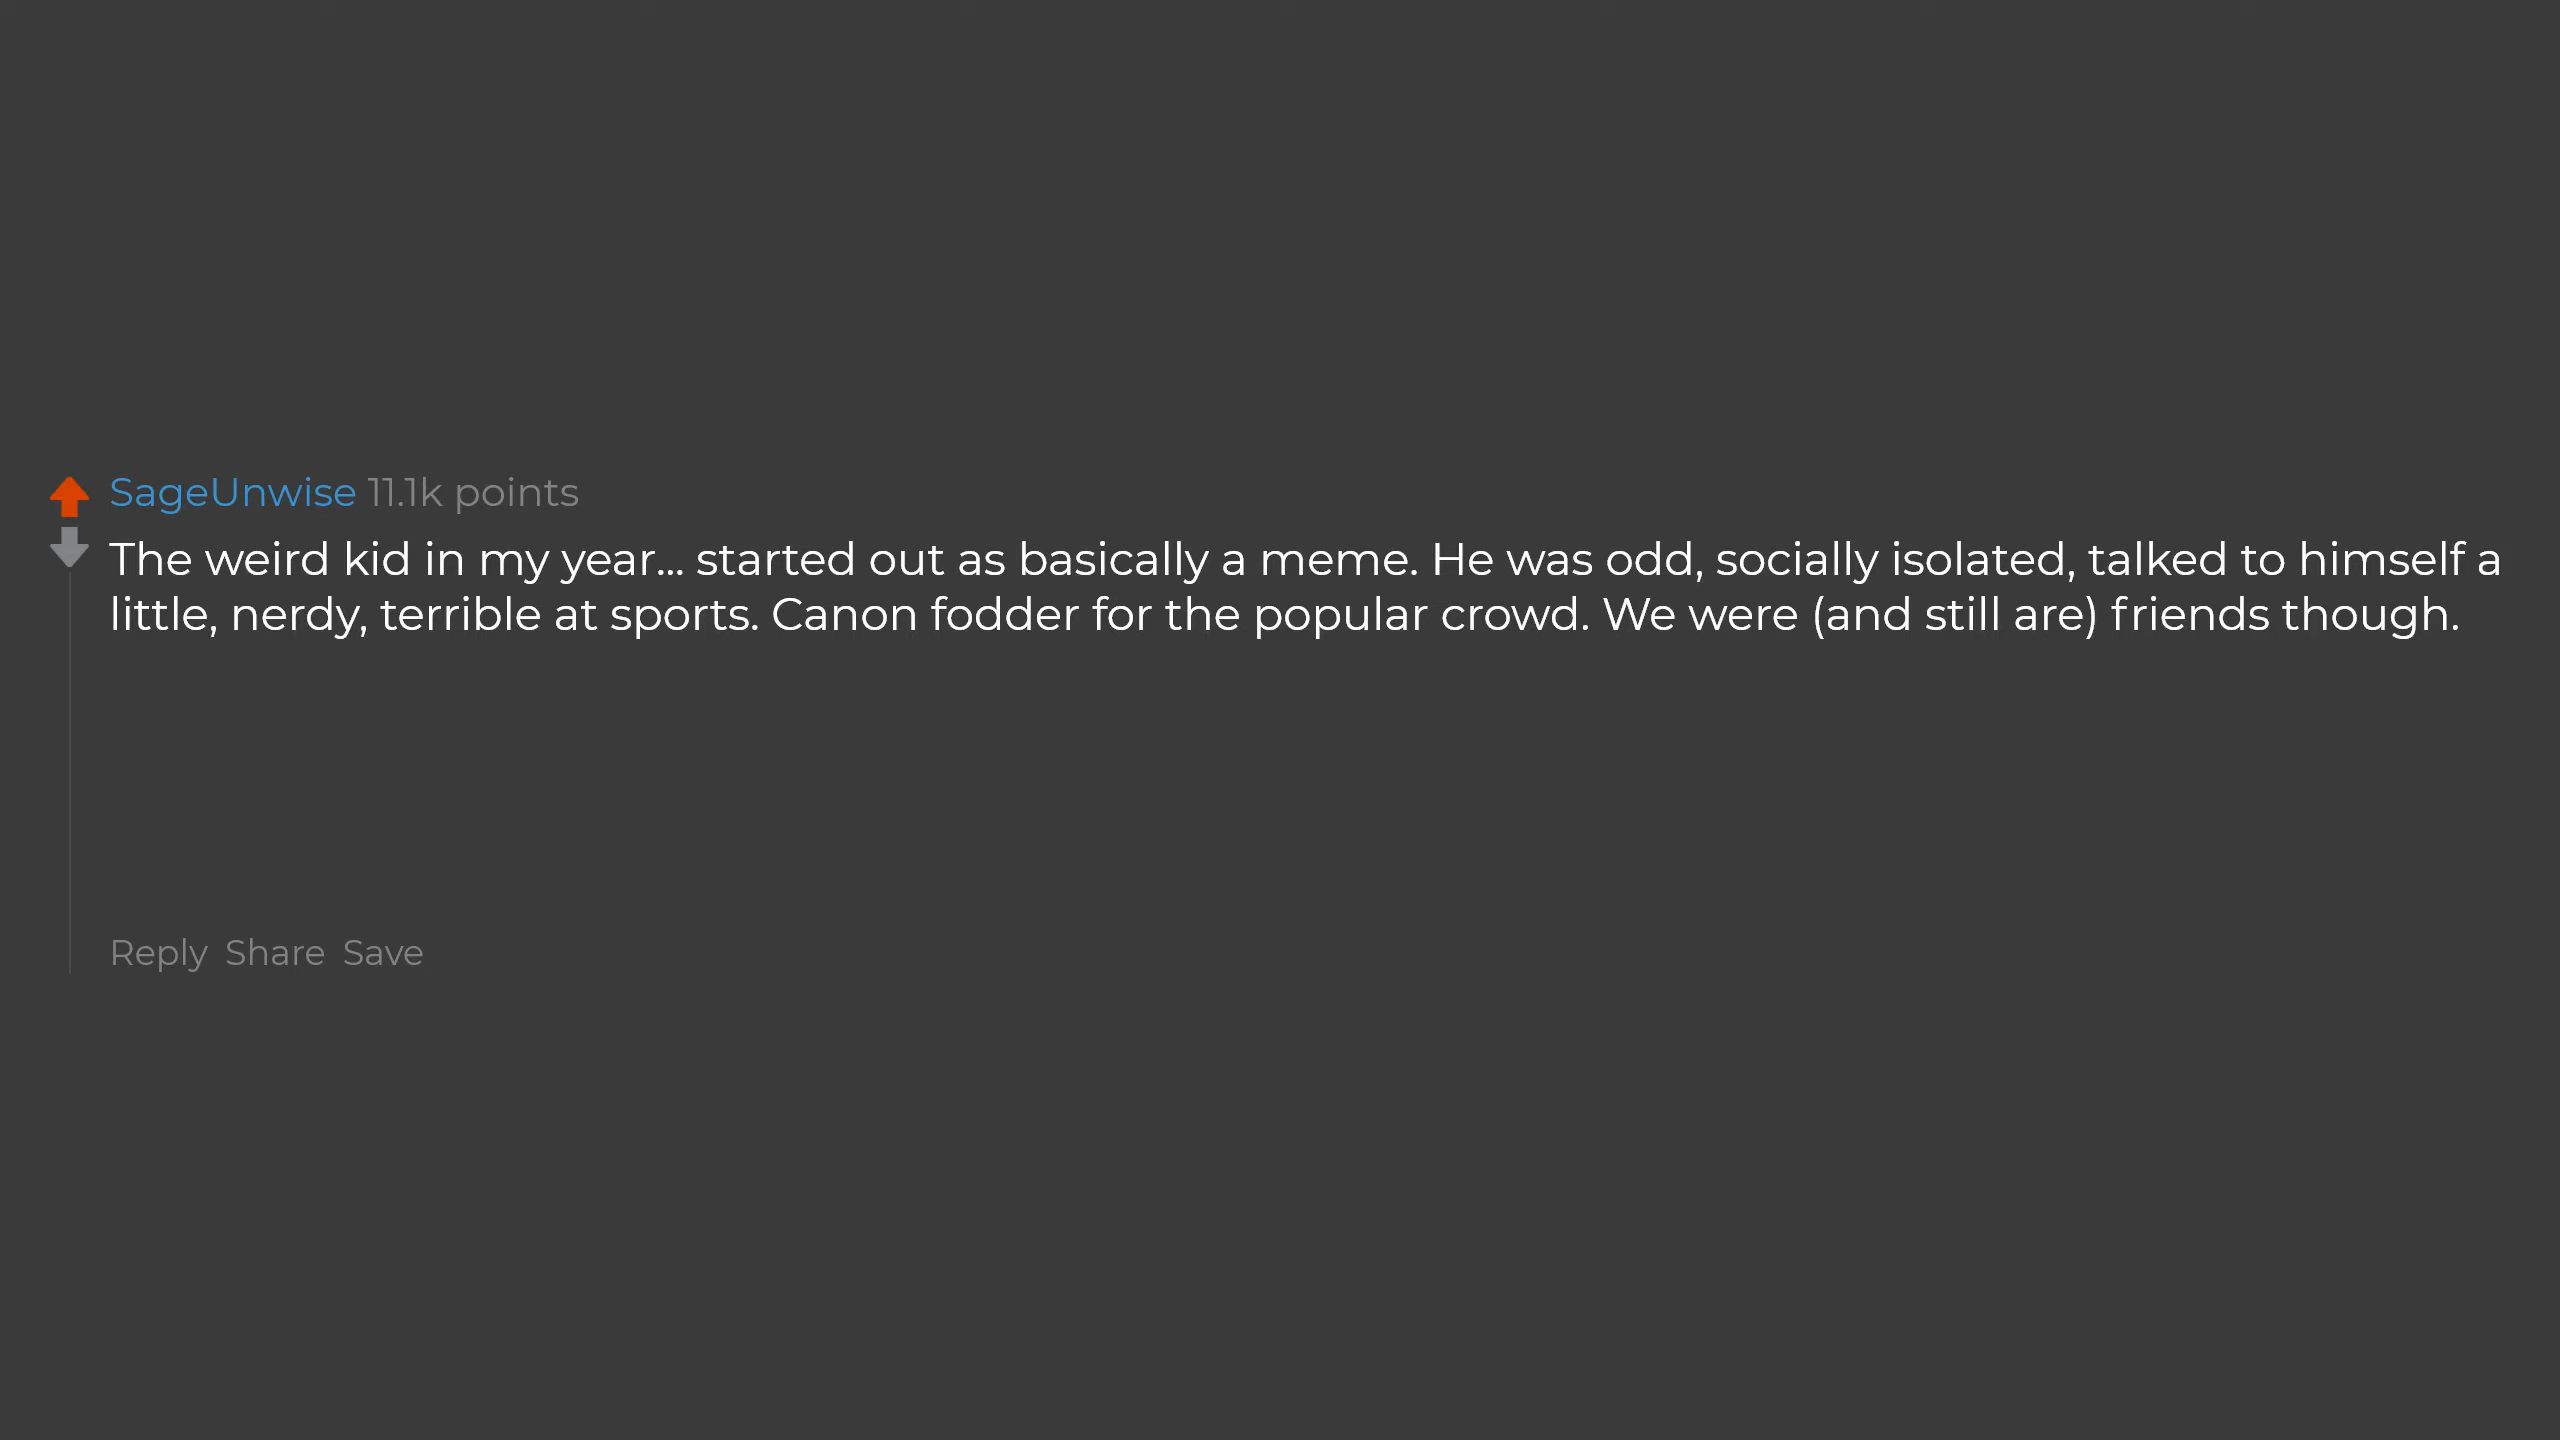 SageUnwise 11.1k points
The weird kid in my year... started out as basically a meme. He was odd, socially isolated, talked to himself a
little, nerdy, terrible at sports. Canon fodder for the popular crowd. We were (and still are) friends though.
Reply Share Save